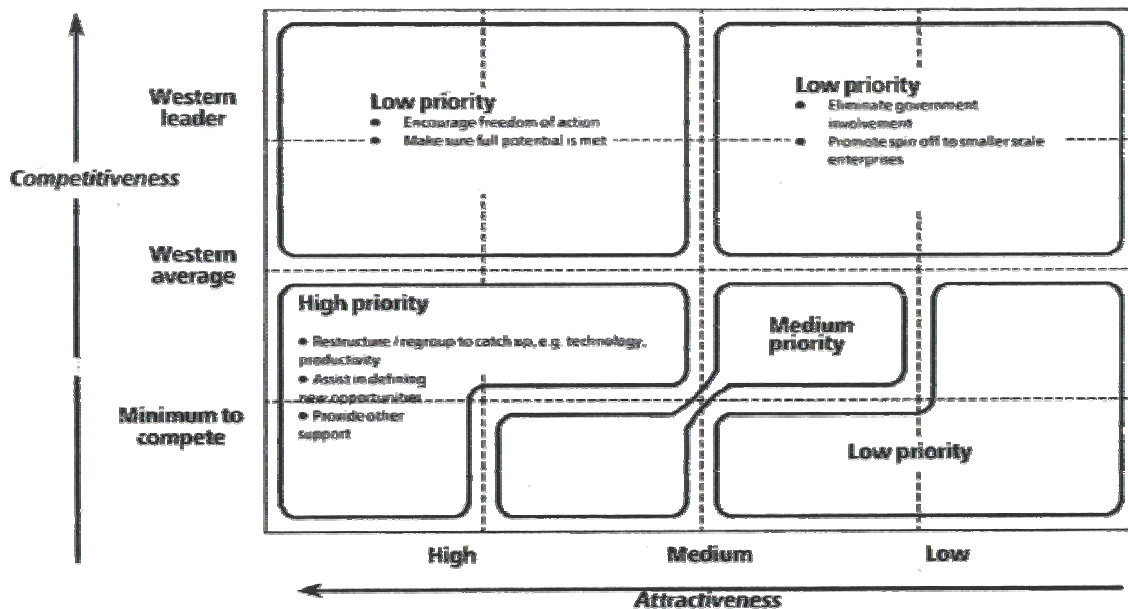 Western
leader
Competitiveness
Western
average
Minimum to
compete
Low priority
● Encourage freedom of action
● Make sure full potential is met
Low priority
● Eliminate government
involvement
● Promote spin off to smaller scale
enterprises
High priority
● Restructure / regroup to catch up, e.g. technology,
productivity
● Assist in defining
new opportunities
● Provide other
support
Medium
priority
Low priority
High
Medium
Low
Attractiveness